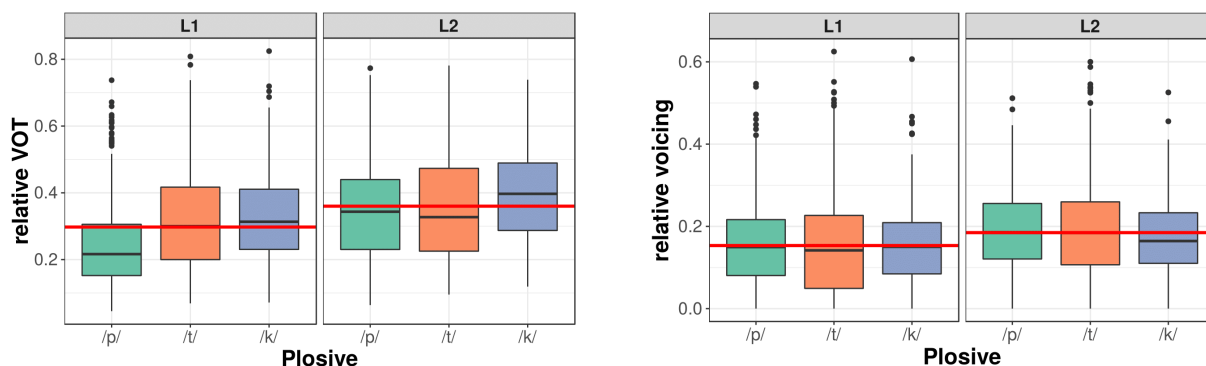 L1 L2
relative VOT
0.8
0.6
0.4
0.2
/p/ /t/ /k/ /p/ /t/ /k/
Plosive
L1 L2
relative voicing
0.6
0.4
0.2
0.0
/p/ /t/ /k/ /p/ /t/ /k/
Plosive